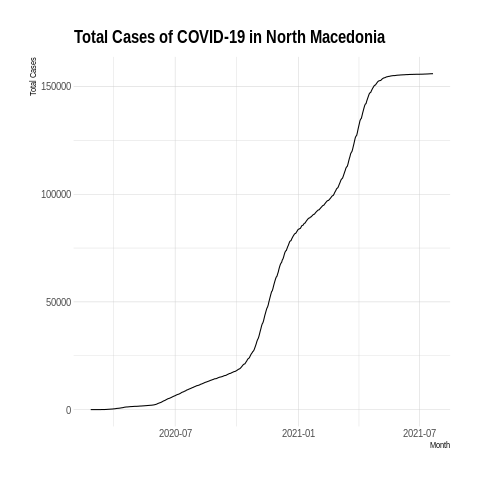 Total Cases of COVID-19 in North Macedonia
Total Cases
150000
100000
50000
0
2020-07
2021-01
2021-07
Month